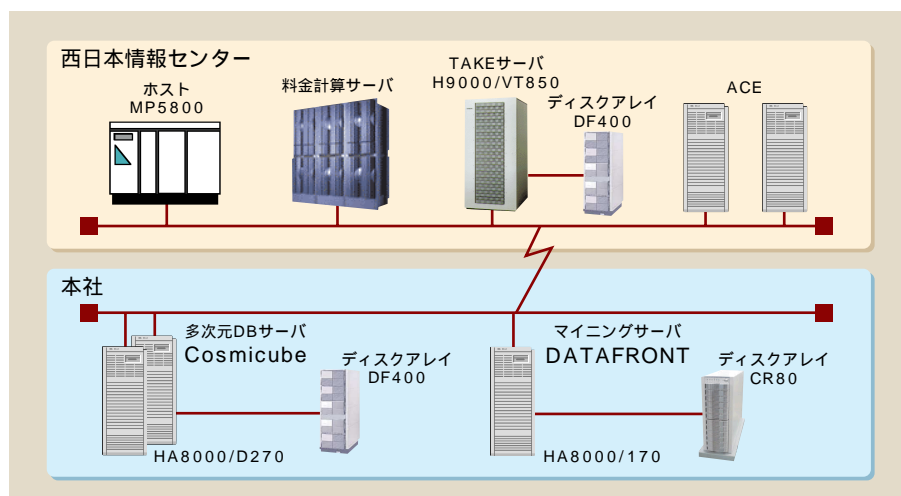 西日本情報センター
ホスト
MP5800
料金計算サーバ
TAKEサーバ
H9000/VT850
ディスクアレイ
DF400
ACE
本社
多次元DBサーバ
Cosmicube
HA8000/D270
ディスクアレイ
DF400
マイニングサーバ
DATAFRONT
HA8000/170
ディスクアレイ
CR80